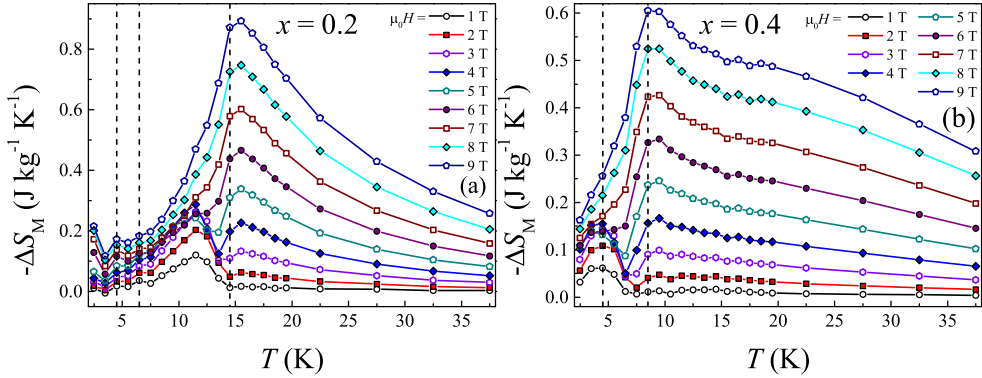 x = 0.2
μ₀H =
1 T
2 T
3 T
4 T
5 T
6 T
7 T
8 T
9 T
(a)
0.8
0.6
0.4
0.2
0.0
-ΔS_M (J kg⁻¹ K⁻¹)
5 10 15 20 25 30 35
T (K)
x = 0.4
μ₀H =
1 T
2 T
3 T
4 T
5 T
6 T
7 T
8 T
9 T
(b)
0.6
0.5
0.4
0.3
0.2
0.1
0.0
-ΔS_M (J kg⁻¹ K⁻¹)
5 10 15 20 25 30 35
T (K)